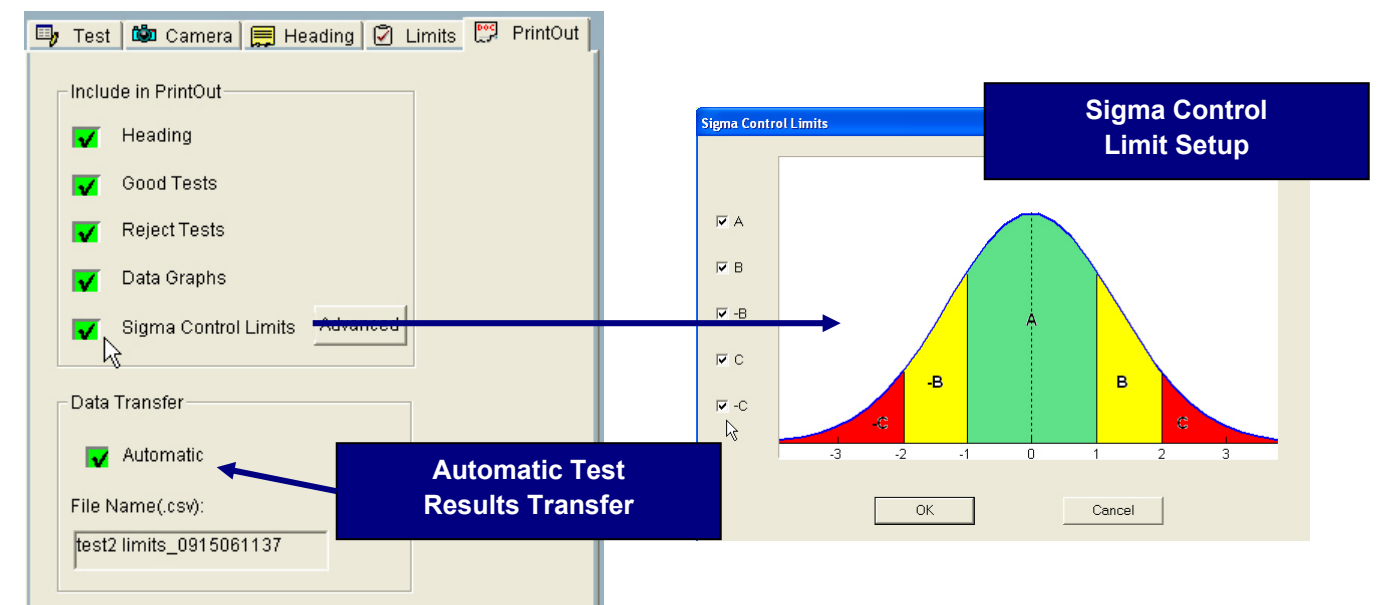 Test
Camera
Heading
Limits
DOC
PrintOut
Include in PrintOut
Heading
Good Tests
Reject Tests
Data Graphs
Sigma Control Limits
Advanced
Data Transfer
Automatic
File Name(.csv):
test2 limits_0915061137
Automatic Test
Results Transfer
Sigma Control
Limit Setup
Sigma Control Limits
A
B
-B
C
-C
A
-B
B
-C
C
-3 -2 -1 0 1 2 3
OK
Cancel